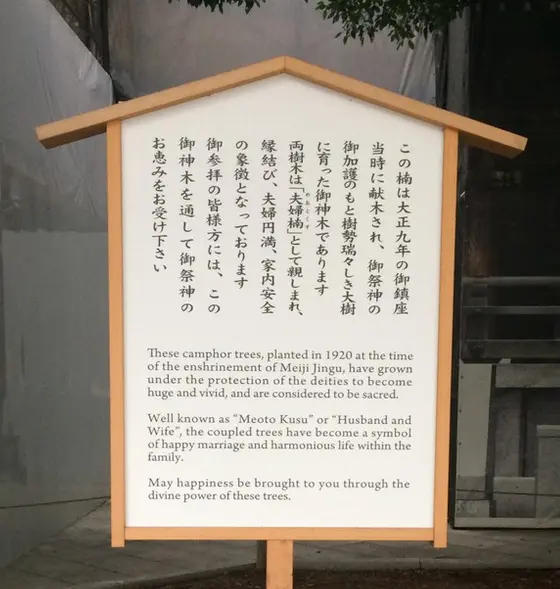 この楠は大正九年の御鎮座
当時に献木され、御祭神の
御加護のもと樹勢瑞々しき大樹
に育った御神木であります
両樹木は「夫婦楠」として親しまれ、
めおとくす
縁結び、夫婦円満、家内安全
の象徴となっております
御参拝の皆様方には、この
御神木を通して御祭神の
お恵みをお受け下さい
These camphor trees, planted in 1920 at the time
of the enshrinement of Meiji Jingu, have grown
under the protection of the deities to become
huge and vivid, and are considered to be sacred.
Well known as “Meoto Kusu” or “Husband and
Wife”, the coupled trees have become a symbol
of happy marriage and harmonious life within the
family.
May happiness be brought to you through the
divine power of these trees.